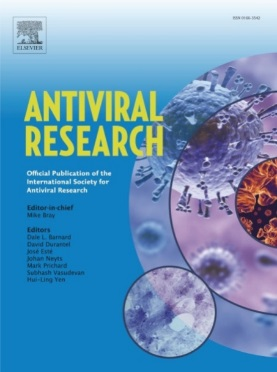 ELSEVIER
ANTIVIRAL
RESEARCH
Official Publication of the
International Society for
Antiviral Research
Editor-in-chief
Mike Bray
Editors
Dale L. Barnard
David Durantel
José Esté
Johan Neyts
Mark Prichard
Subhash Vasudevan
Hui-Ling Yen